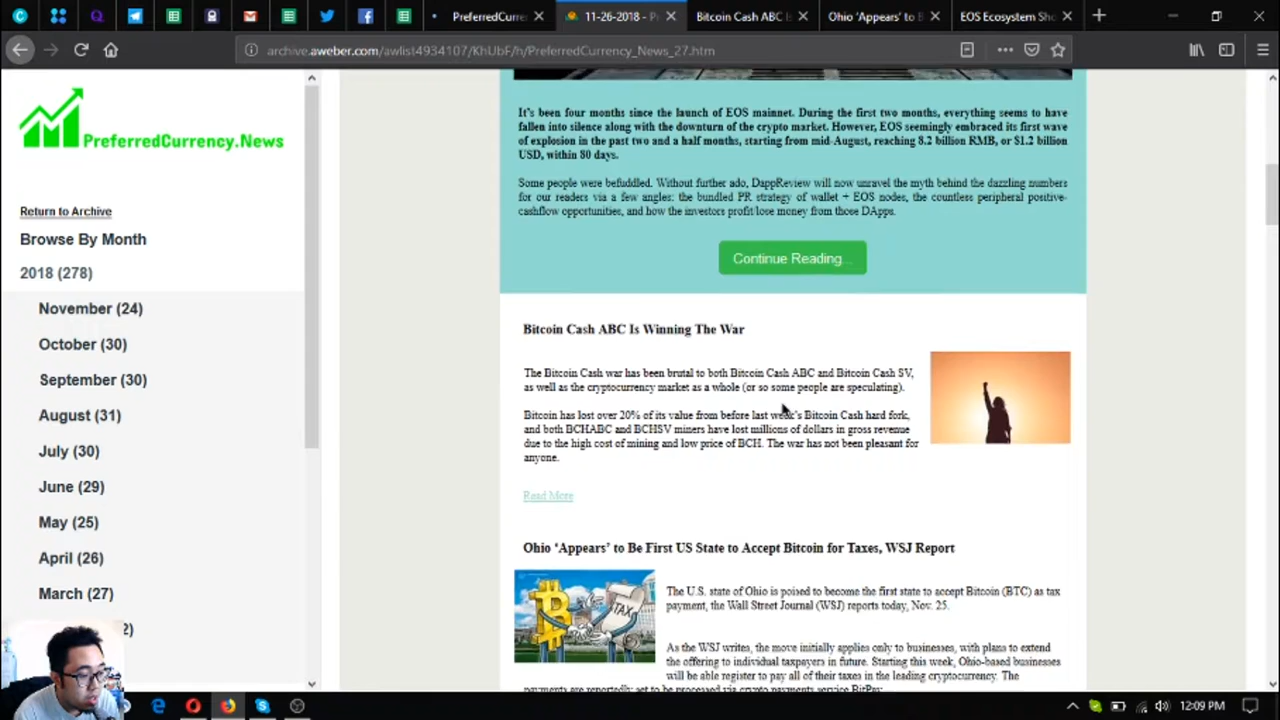 PreferredCurre
11-26-2018 - P
Bitcoin Cash ABC I
Ohio ‘Appears’ to B
EOS Ecosystem Sho
archive.aweber.com/awlist4934107/KhUbF/h/PreferredCurrency_News_27.htm
PreferredCurrency.News
Return to Archive
Browse By Month
2018 (278)
November (24)
October (30)
September (30)
August (31)
July (30)
June (29)
May (25)
April (26)
March (27)
2)
It's been four months since the launch of EOS mainnet. During the first two months, everything seems to have
fallen into silence along with the downturn of the crypto market. However, EOS seemingly embraced its first wave
of explosion in the past two and a half months, starting from mid-August, reaching 8.2 billion RMB, or $1.2 billion
USD, within 80 days.
Some people were befuddled. Without further ado, DappReview will now unravel the myth behind the dazzling numbers
for our readers via a few angles: the bundled PR strategy of wallet + EOS nodes, the countless peripheral positive-
cashflow opportunities, and how the investors profit/lose money from those DApps.
Continue Reading...
Bitcoin Cash ABC Is Winning The War
The Bitcoin Cash war has been brutal to both Bitcoin Cash ABC and Bitcoin Cash SV,
as well as the cryptocurrency market as a whole (or so some people are speculating).
Bitcoin has lost over 20% of its value from before last week's Bitcoin Cash hard fork,
and both BCHABC and BCHSV miners have lost millions of dollars in gross revenue
due to the high cost of mining and low price of BCH. The war has not been pleasant for
anyone.
Read More
Ohio ‘Appears’ to Be First US State to Accept Bitcoin for Taxes, WSJ Report
TAX
The U.S. state of Ohio is poised to become the first state to accept Bitcoin (BTC) as tax
payment, the Wall Street Journal (WSJ) reports today, Nov. 25.
As the WSJ writes, the move initially applies only to businesses, with plans to extend
the offering to individual taxpayers in future. Starting this week, Ohio-based businesses
will be able register to pay all of their taxes in the leading cryptocurrency. The
payments are reportedly set to be processed via crypto payments service BitPay.
12:09 PM